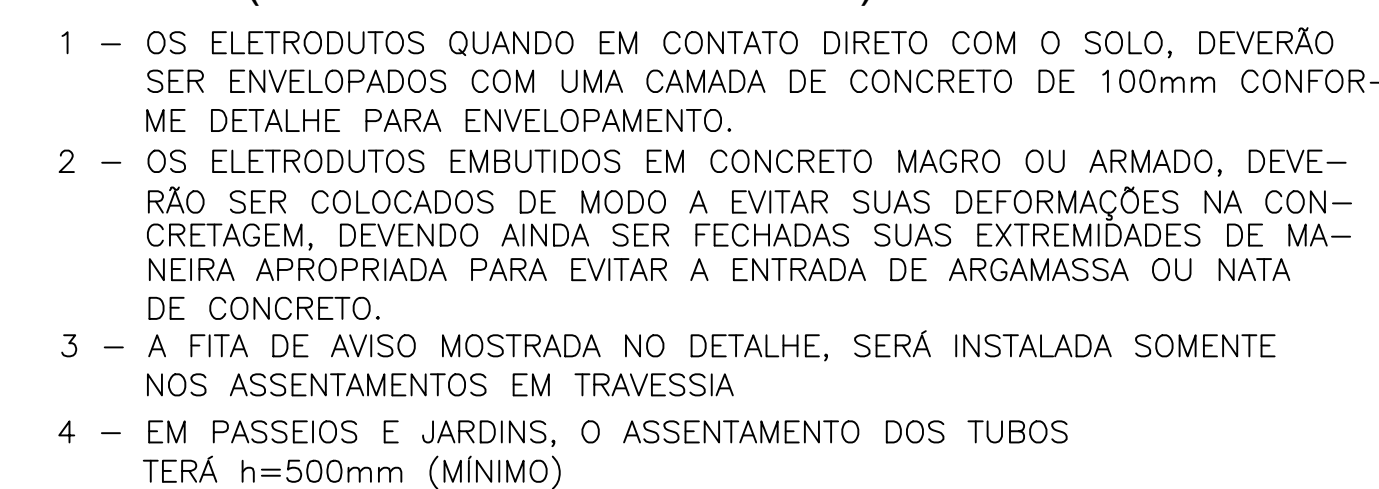 1 – OS ELETRODUTOS QUANDO EM CONTATO DIRETO COM O SOLO, DEVERÃO
SER ENVELOPADOS COM UMA CAMADA DE CONCRETO DE 100mm CONFOR-
ME DETALHE PARA ENVELOPAMENTO.
2 – OS ELETRODUTOS EMBUTIDOS EM CONCRETO MAGRO OU ARMADO, DEVE–
RÃO SER COLOCADOS DE MODO A EVITAR SUAS DEFORMAÇÕES NA CON–
CRETAGEM, DEVENDO AINDA SER FECHADAS SUAS EXTREMIDADES DE MA–
NEIRA APROPRIADA PARA EVITAR A ENTRADA DE ARGAMASSA OU NATA
DE CONCRETO.
3 – A FITA DE AVISO MOSTRADA NO DETALHE, SERÁ INSTALADA SOMENTE
NOS ASSENTAMENTOS EM TRAVESSIA
4 – EM PASSEIOS E JARDINS, O ASSENTAMENTO DOS TUBOS
TERÁ h=500mm (MÍNIMO)